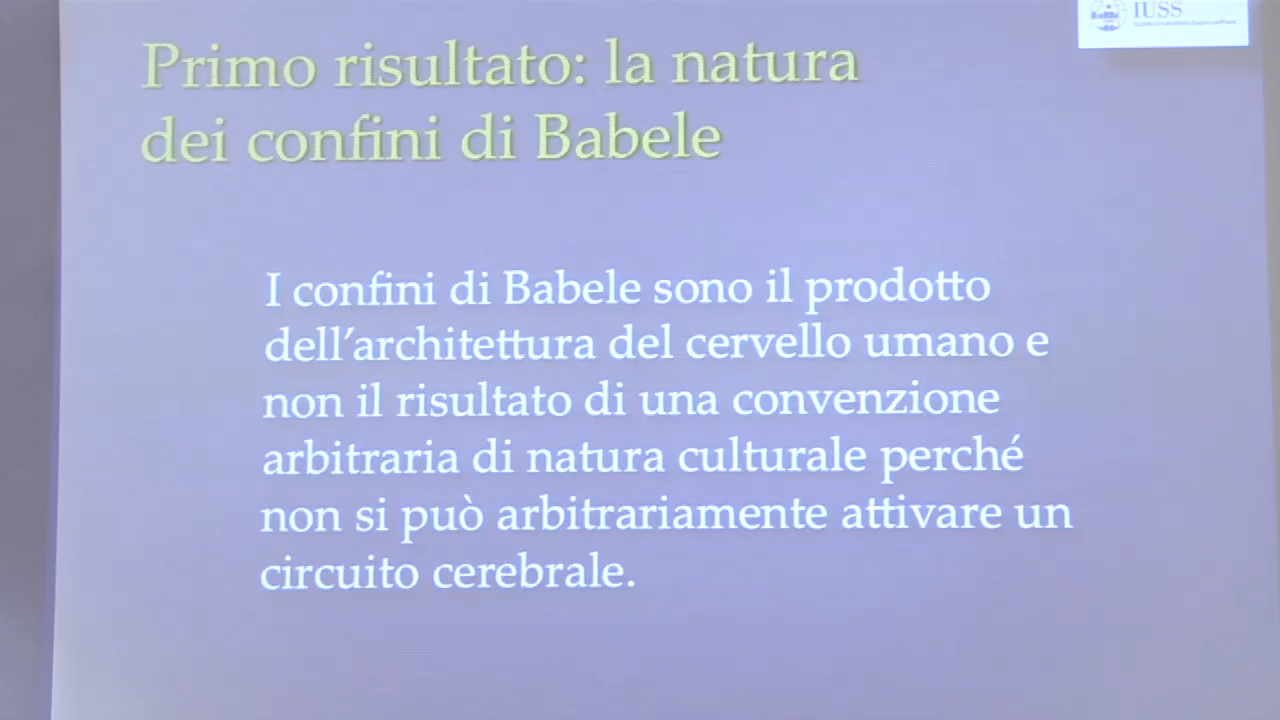 IUSS
Primo risultato: la natura
dei confini di Babele
I confini di Babele sono il prodotto
dell'architettura del cervello umano e
non il risultato di una convenzione
arbitraria di natura culturale perché
non si può arbitrariamente attivare un
circuito cerebrale.